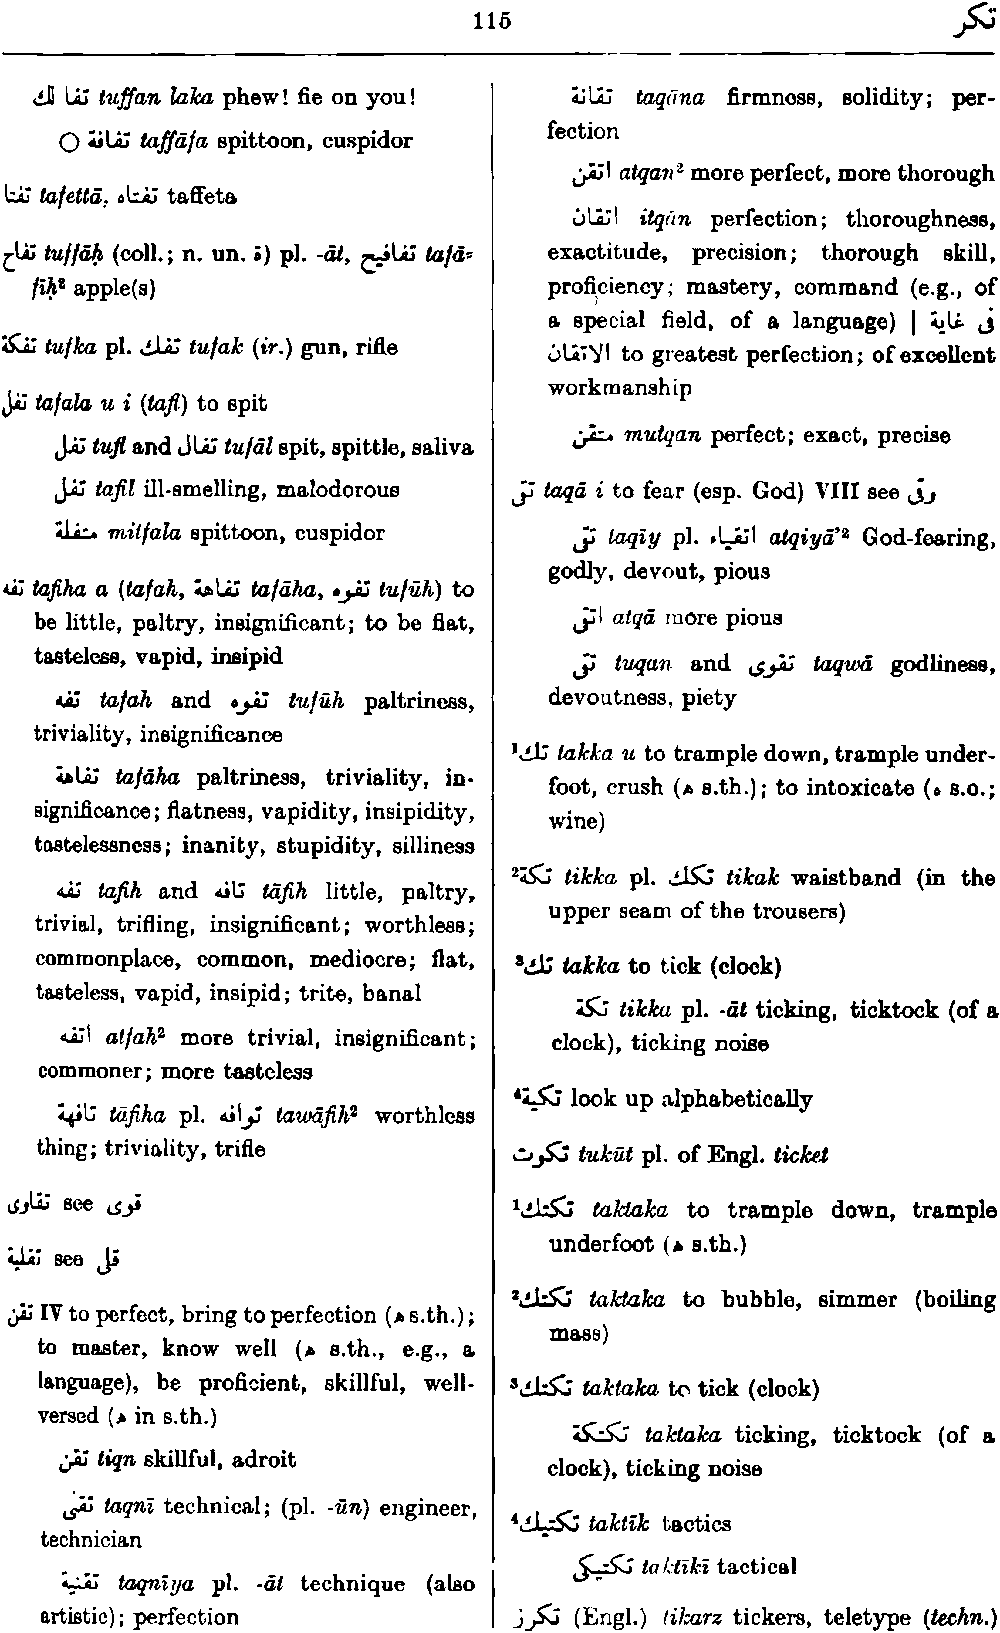 115
تكر
تفا لك tuffan laka phew! fie on you!
○ تفافة taffāfa spittoon, cuspidor
تفتا tafettā, تفتاه taffeta
تفاح tuffāḥ (coll.; n. un. ة) pl. -āt, تفافيح tafā-
fīḥ² apple(s)
تفكة tufka pl. تفك tufak (ir.) gun, rifle
تفل tafala u i (tafl) to spit
تفل tufl and تفال tufāl spit, spittle, saliva
تفل tafil ill-smelling, malodorous
متفلة mitfala spittoon, cuspidor
تفه tafiha a (tafah, تفاهة tafāha, تفوه tufūh) to
be little, paltry, insignificant; to be flat,
tasteless, vapid, insipid
تفه tafah and تفوه tufūh paltriness,
triviality, insignificance
تفاهة tafāha paltriness, triviality, in-
significance; flatness, vapidity, insipidity,
tastelessness; inanity, stupidity, silliness
تفه tafih and تافه tāfih little, paltry,
trivial, trifling, insignificant; worthless;
commonplace, common, mediocre; flat,
tasteless, vapid, insipid; trite, banal
اتفه atfah² more trivial, insignificant;
commoner; more tasteless
تافهة tāfiha pl. توافه tawāfih² worthless
thing; triviality, trifle
تقاوى see قوى
تقلية see قلى
تقن IV to perfect, bring to perfection (ه s.th.);
to master, know well (ه s.th., e.g., a
language), be proficient, skillful, well-
versed (ه in s.th.)
تقن tiqn skillful, adroit
تقنى taqnī technical; (pl. -ūn) engineer,
technician
تقنية taqnīya pl. -āt technique (also
artistic); perfection
تقانة taqāna firmness, solidity; per-
fection
اتقن atqan² more perfect, more thorough
اتقان itqān perfection; thoroughness,
exactitude, precision; thorough skill,
proficiency; mastery, command (e.g., of
a special field, of a language) | فى غاية
الاتقان to greatest perfection; of excellent
workmanship
متقن mutqan perfect; exact, precise
تقى taqā i to fear (esp. God) VIII see وقى
تقى taqīy pl. اتقياء atqiyā’² God-fearing,
godly, devout, pious
اتقى atqā more pious
تقى tuqan and تقوى taqwā godliness,
devoutness, piety
¹تك takka u to trample down, trample under-
foot, crush (ه s.th.); to intoxicate (ه s.o.;
wine)
²تكة tikka pl. تكك tikak waistband (in the
upper seam of the trousers)
³تك takka to tick (clock)
تكة tikka pl. -āt ticking, ticktock (of a
clock), ticking noise
⁴تكية look up alphabetically
تكوت tukūt pl. of Engl. ticket
¹تكتك taktaka to trample down, trample
underfoot (ه s.th.)
²تكتك taktaka to bubble, simmer (boiling
mass)
³تكتك taktaka to tick (clock)
تكتكة taktaka ticking, ticktock (of a
clock), ticking noise
⁴تكتيك taktīk tactics
تكتيكى taktīkī tactical
تكرز (Engl.) tikarz tickers, teletype (techn.)